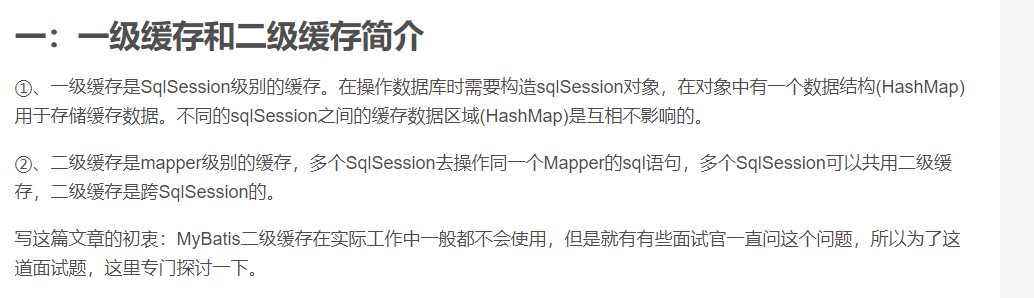 一：一级缓存和二级缓存简介
①、一级缓存是SqlSession级别的缓存。在操作数据库时需要构造sqlSession对象，在对象中有一个数据结构(HashMap)
用于存储缓存数据。不同的sqlSession之间的缓存数据区域(HashMap)是互相不影响的。
②、二级缓存是mapper级别的缓存，多个SqlSession去操作同一个Mapper的sql语句，多个SqlSession可以共用二级缓
存，二级缓存是跨SqlSession的。
写这篇文章的初衷：MyBatis二级缓存在实际工作中一般都不会使用，但是就有有些面试官一直问这个问题，所以为了这
道面试题，这里专门探讨一下。